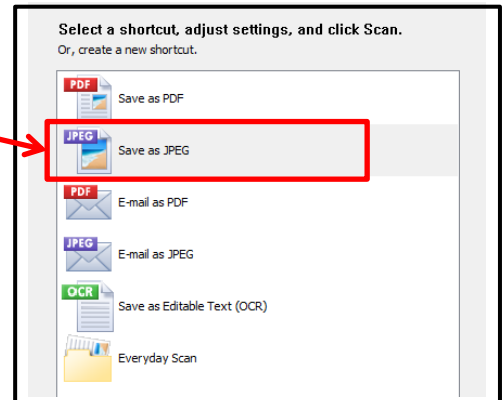 Select a shortcut, adjust settings, and click Scan.
Or, create a new shortcut.
PDF
Save as PDF
JPEG
Save as JPEG
PDF
E-mail as PDF
JPEG
E-mail as JPEG
OCR
Save as Editable Text (OCR)
Everyday Scan